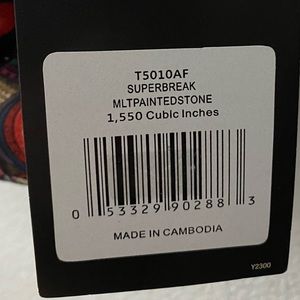 T5010AF
SUPERBREAK
MLTPAINTEDSTONE
1,550 Cubic Inches
0 53329 90288 3
MADE IN CAMBODIA
Y2300